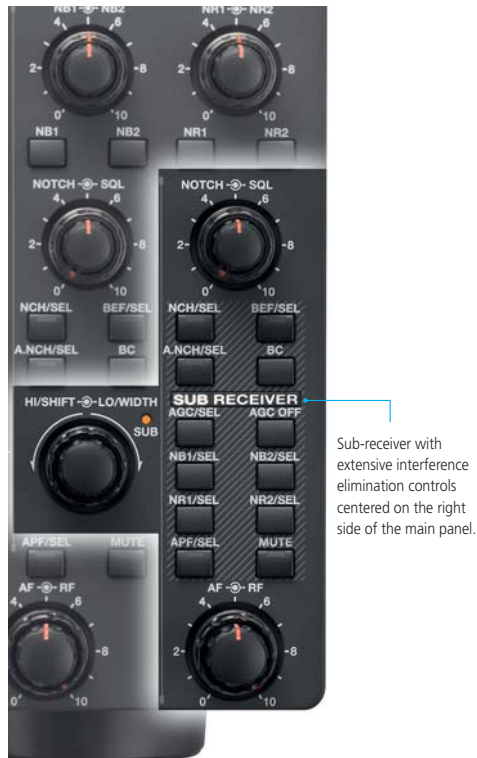 NB1 NB2 NR1 NR2
4 6 4 6
2 8 2 8
0 10 0 10
NB1 NB2 NR1 NR2
NOTCH SQL NOTCH SQL
4 6 4 6
2 8 2 8
0 10 0 10
NCH/SEL BEF/SEL NCH/SEL BEF/SEL
A.NCH/SEL BC A.NCH/SEL BC
HI/SHIFT LO/WIDTH SUB RECEIVER
SUB AGC/SEL AGC OFF
NB1/SEL NB2/SEL
NR1/SEL NR2/SEL
APF/SEL MUTE APF/SEL MUTE
AF RF AF RF
4 6 4 6
8 2 8
0 10 0 10
Sub-receiver with
extensive interference
elimination controls
centered on the right
side of the main panel.